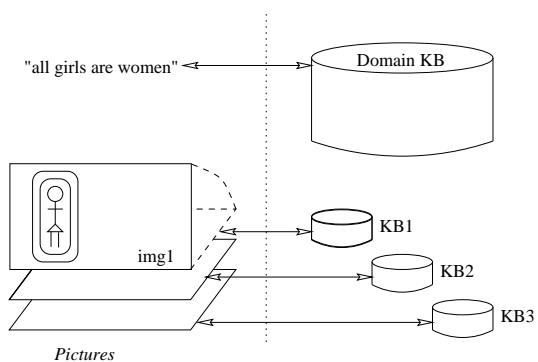 Domain KB
"all girls are women"
img1
KB1
KB2
KB3
Pictures